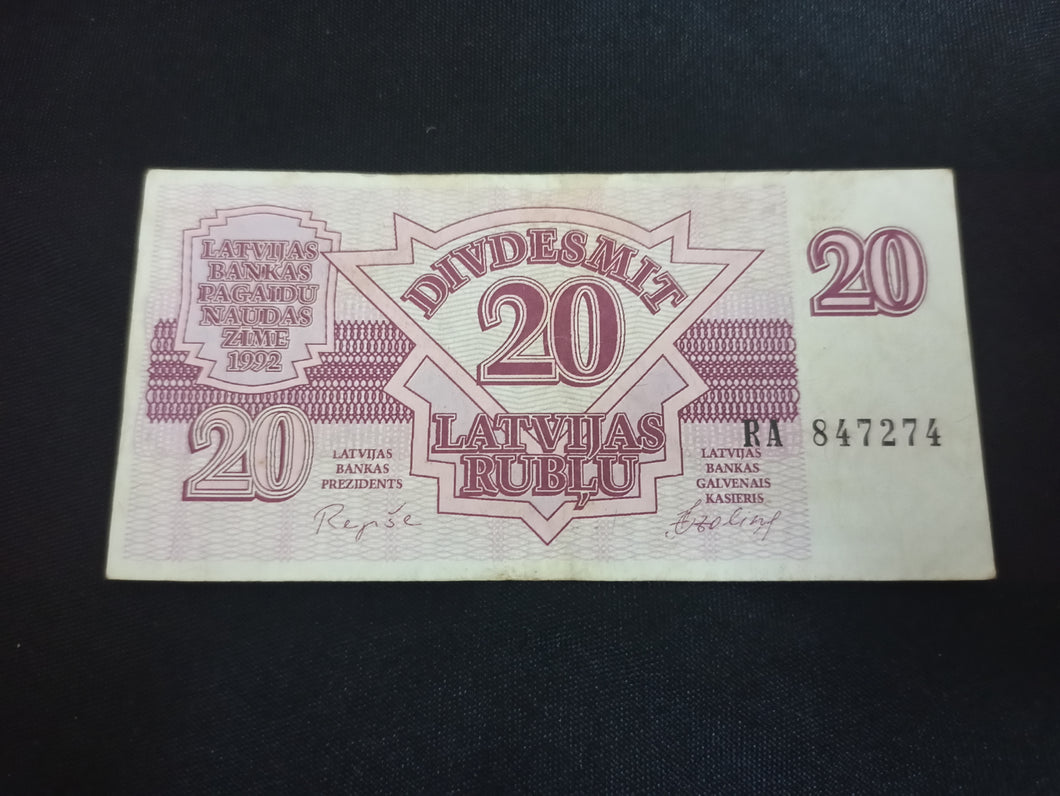 LATVIJAS
BANKAS
PAGAIDU
NAUDAS
ZĪME
1992
DIVDESMIT
20
LATVIJAS
RUBĻU
20
20
LATVIJAS
BANKAS
PREZIDENTS
RA 847274
LATVIJAS
BANKAS
GALVENAIS
KASIERIS
Repše